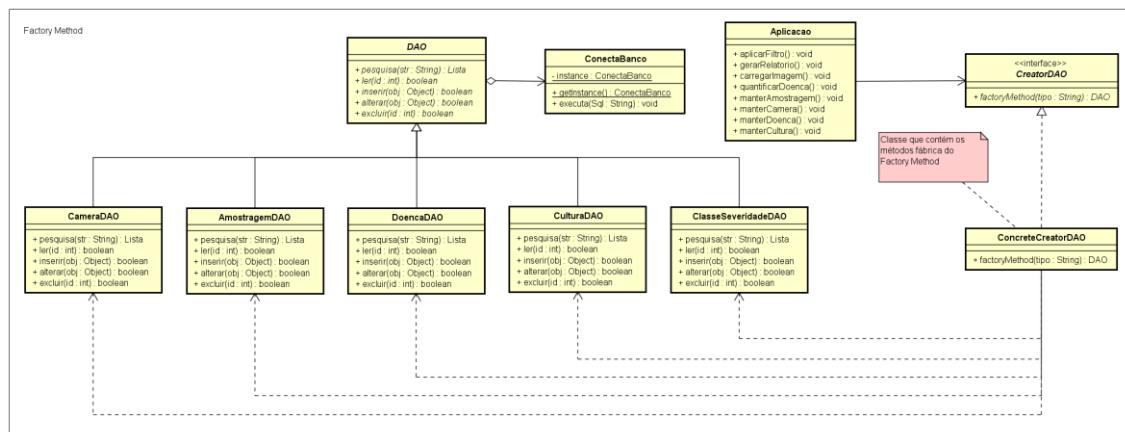 Factory Method
DAO
+ pesquisa(str : String) : Lista
+ ler(id : int) : boolean
+ inserir(obj : Object) : boolean
+ alterar(obj : Object) : boolean
+ excluir(id : int) : boolean
ConectaBanco
- instance : ConectaBanco
+ getInstance() : ConectaBanco
+ executa(Sql : String) : void
Aplicacao
+ aplicarFiltro() : void
+ gerarRelatorio() : void
+ carregarImagem() : void
+ quantificarDoenca() : void
+ manterAmostragem() : void
+ manterCamera() : void
+ manterDoenca() : void
+ manterCultura() : void
<<interface>>
CreatorDAO
+ factoryMethod(tipo : String) : DAO
Classe que contém os
métodos fábrica do
Factory Method
CameraDAO
+ pesquisa(str : String) : Lista
+ ler(id : int) : boolean
+ inserir(obj : Object) : boolean
+ alterar(obj : Object) : boolean
+ excluir(id : int) : boolean
AmostragemDAO
+ pesquisa(str : String) : Lista
+ ler(id : int) : boolean
+ inserir(obj : Object) : boolean
+ alterar(obj : Object) : boolean
+ excluir(id : int) : boolean
DoencaDAO
+ pesquisa(str : String) : Lista
+ ler(id : int) : boolean
+ inserir(obj : Object) : boolean
+ alterar(obj : Object) : boolean
+ excluir(id : int) : boolean
CulturaDAO
+ pesquisa(str : String) : Lista
+ ler(id : int) : boolean
+ inserir(obj : Object) : boolean
+ alterar(obj : Object) : boolean
+ excluir(id : int) : boolean
ClasseSeveridadeDAO
+ pesquisa(str : String) : Lista
+ ler(id : int) : boolean
+ inserir(obj : Object) : boolean
+ alterar(obj : Object) : boolean
+ excluir(id : int) : boolean
ConcreteCreatorDAO
+ factoryMethod(tipo : String) : DAO